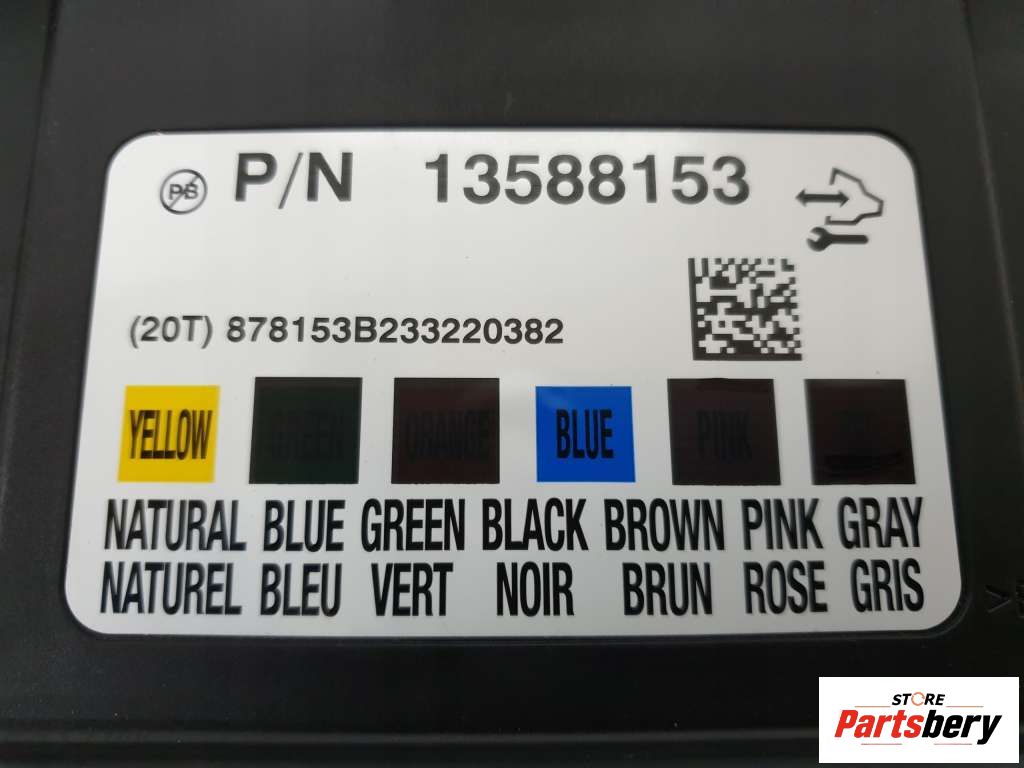 PB P/N 13588153
(20T) 878153B233220382
YELLOW GREEN ORANGE BLUE PINK
NATURAL BLUE GREEN BLACK BROWN PINK GRAY
NATUREL BLEU VERT NOIR BRUN ROSE GRIS
STORE
Partsbery